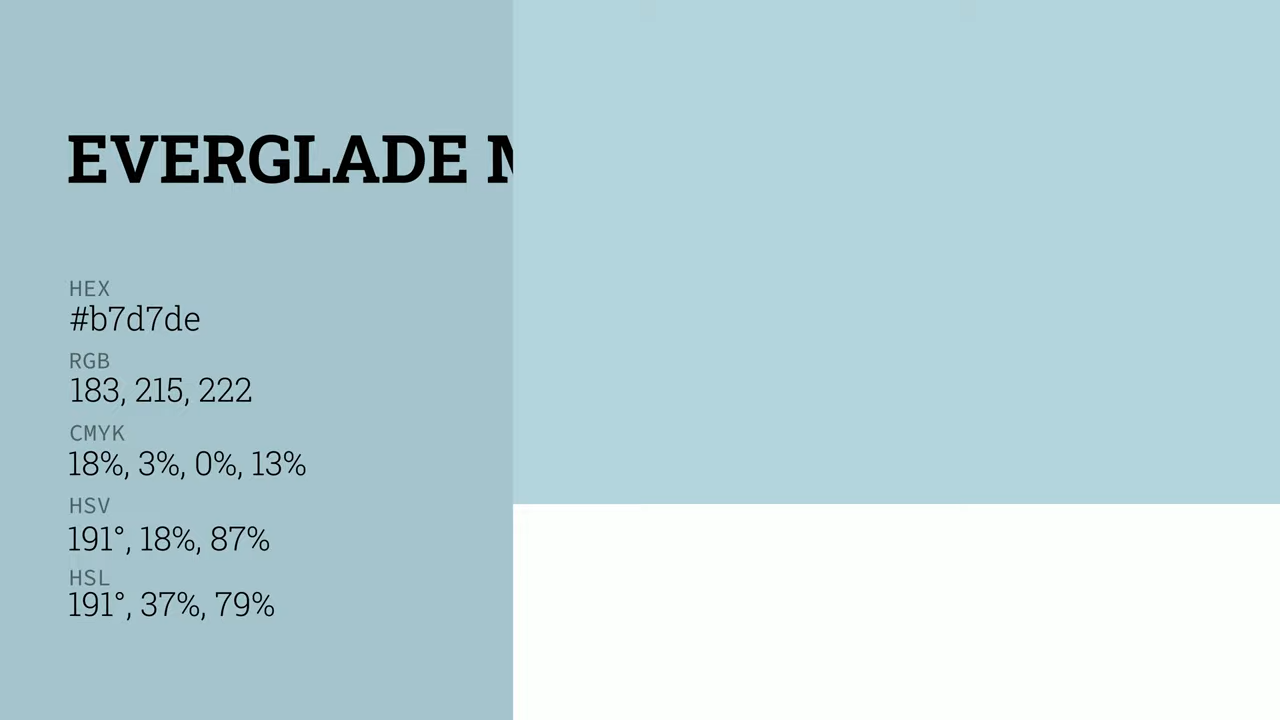 EVERGLADE
HEX
#b7d7de
RGB
183, 215, 222
CMYK
18%, 3%, 0%, 13%
HSV
191°, 18%, 87%
HSL
191°, 37%, 79%